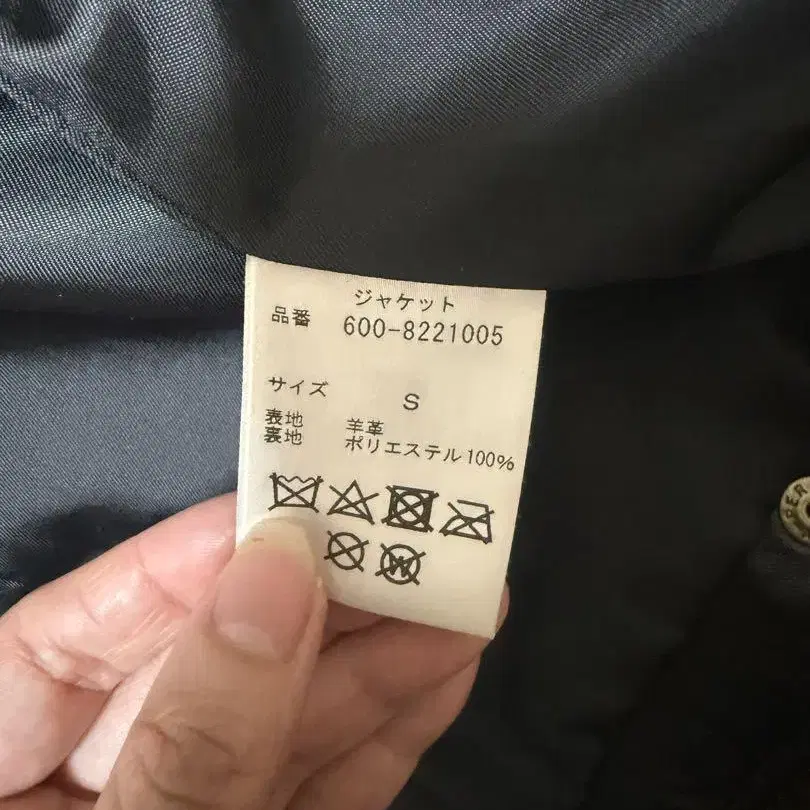 ジャケット
品番 600-8221005
サイズ S
表地 羊革
裏地 ポリエステル100%
W